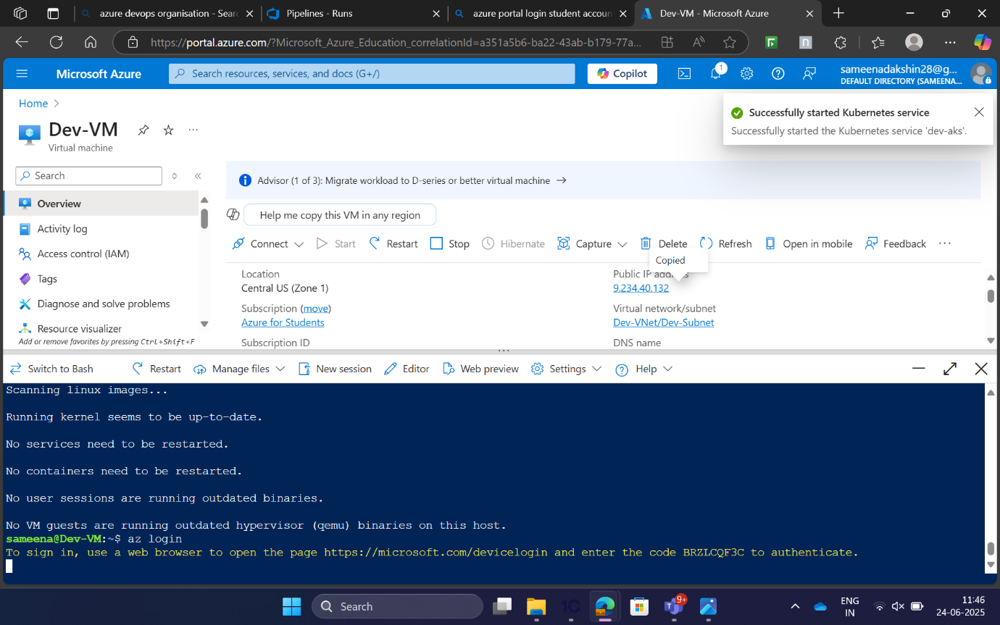 azure devops organisation - Sear
Pipelines - Runs
azure portal login student accoun
Dev-VM - Microsoft Azure
https://portal.azure.com/?Microsoft_Azure_Education_correlationId=a351a5b6-ba22-43ab-b179-77a...
Microsoft Azure
Search resources, services, and docs (G+/)
Copilot
1
sameenadakshin28@g...
DEFAULT DIRECTORY (SAMEENA...
Home
Successfully started Kubernetes service
Successfully started the Kubernetes service 'dev-aks'.
Dev-VM
Virtual machine
Search
Overview
Activity log
Access control (IAM)
Tags
Diagnose and solve problems
Resource visualizer
Add or remove favorites by pressing Ctrl+Shift+F
Advisor (1 of 3): Migrate workload to D-series or better virtual machine
Help me copy this VM in any region
Connect
Start
Restart
Stop
Hibernate
Capture
Delete
Refresh
Open in mobile
Feedback
Copied
Location
Central US (Zone 1)
Subscription (move)
Azure for Students
Subscription ID
Public IP address
9.234.40.132
Virtual network/subnet
Dev-VNet/Dev-Subnet
DNS name
Switch to Bash
Restart
Manage files
New session
Editor
Web preview
Settings
Help
Scanning linux images...
Running kernel seems to be up-to-date.
No services need to be restarted.
No containers need to be restarted.
No user sessions are running outdated binaries.
No VM guests are running outdated hypervisor (qemu) binaries on this host.
sameena@Dev-VM:~$ az login
To sign in, use a web browser to open the page https://microsoft.com/devicelogin and enter the code BRZLCQF3C to authenticate.
Search
9+
ENG
IN
11:46
24-06-2025